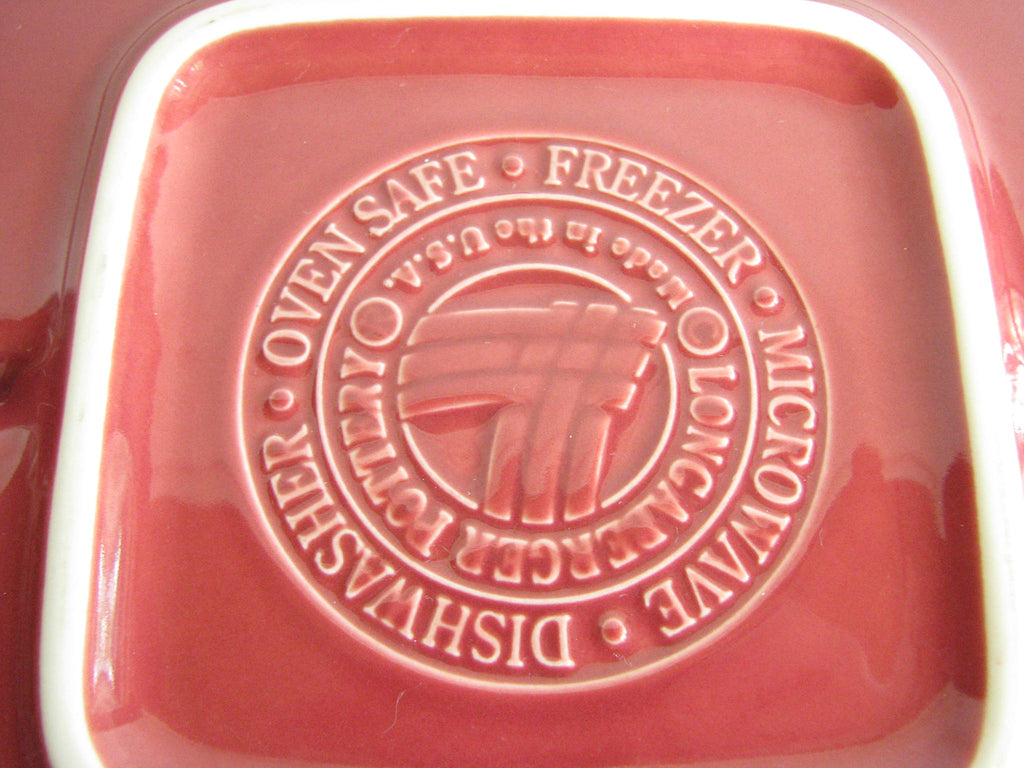 OVEN SAFE • FREEZER • MICROWAVE • DISHWASHER •
LONGABERGER POTTERY
Made in the U.S.A.